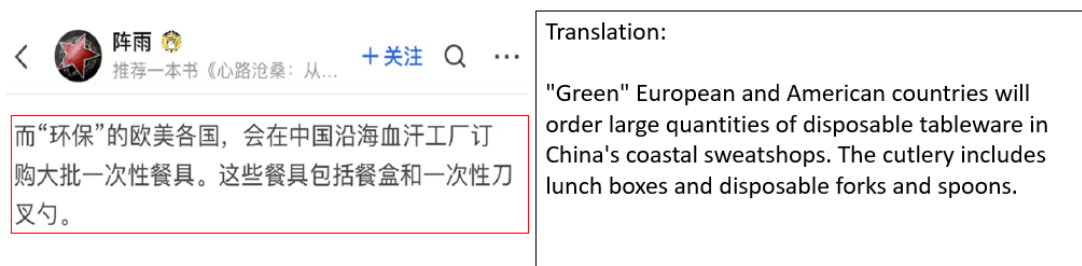 阵雨
推荐一本书《心路沧桑：从...
+关注
而“环保”的欧美各国，会在中国沿海血汗工厂订
购大批一次性餐具。这些餐具包括餐盒和一次性刀
叉勺。
Translation:
"Green" European and American countries will
order large quantities of disposable tableware in
China's coastal sweatshops. The cutlery includes
lunch boxes and disposable forks and spoons.